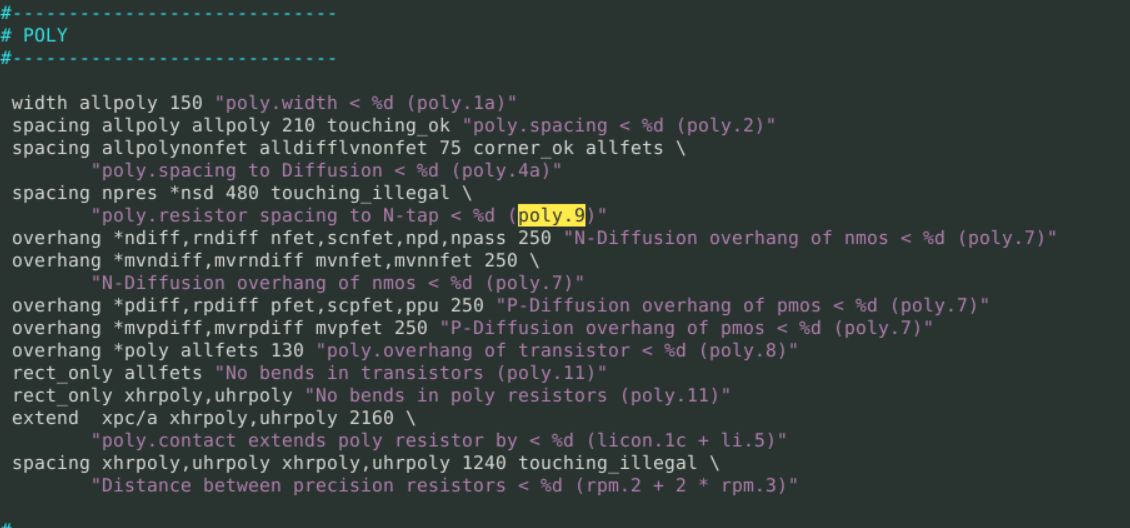 #-----------------------------
# POLY
#-----------------------------
width allpoly 150 "poly.width < %d (poly.1a)"
spacing allpoly allpoly 210 touching_ok "poly.spacing < %d (poly.2)"
spacing allpolynonfet alldifflvnonfet 75 corner_ok allfets \
"poly.spacing to Diffusion < %d (poly.4a)"
spacing npres *nsd 480 touching_illegal \
"poly.resistor spacing to N-tap < %d (poly.9)"
overhang *ndiff,rndiff nfet,scnfet,npd,npass 250 "N-Diffusion overhang of nmos < %d (poly.7)"
overhang *mvndiff,mvrndiff mvnfet,mvnnfet 250 \
"N-Diffusion overhang of nmos < %d (poly.7)"
overhang *pdiff,rpdiff pfet,scpfet,ppu 250 "P-Diffusion overhang of pmos < %d (poly.7)"
overhang *mvpdiff,mvrpdiff mvpfet 250 "P-Diffusion overhang of pmos < %d (poly.7)"
overhang *poly allfets 130 "poly.overhang of transistor < %d (poly.8)"
rect_only allfets "No bends in transistors (poly.11)"
rect_only xhrpoly,uhrpoly "No bends in poly resistors (poly.11)"
extend  xpc/a xhrpoly,uhrpoly 2160 \
"poly.contact extends poly resistor by < %d (licon.1c + li.5)"
spacing xhrpoly,uhrpoly xhrpoly,uhrpoly 1240 touching_illegal \
"Distance between precision resistors < %d (rpm.2 + 2 * rpm.3)"